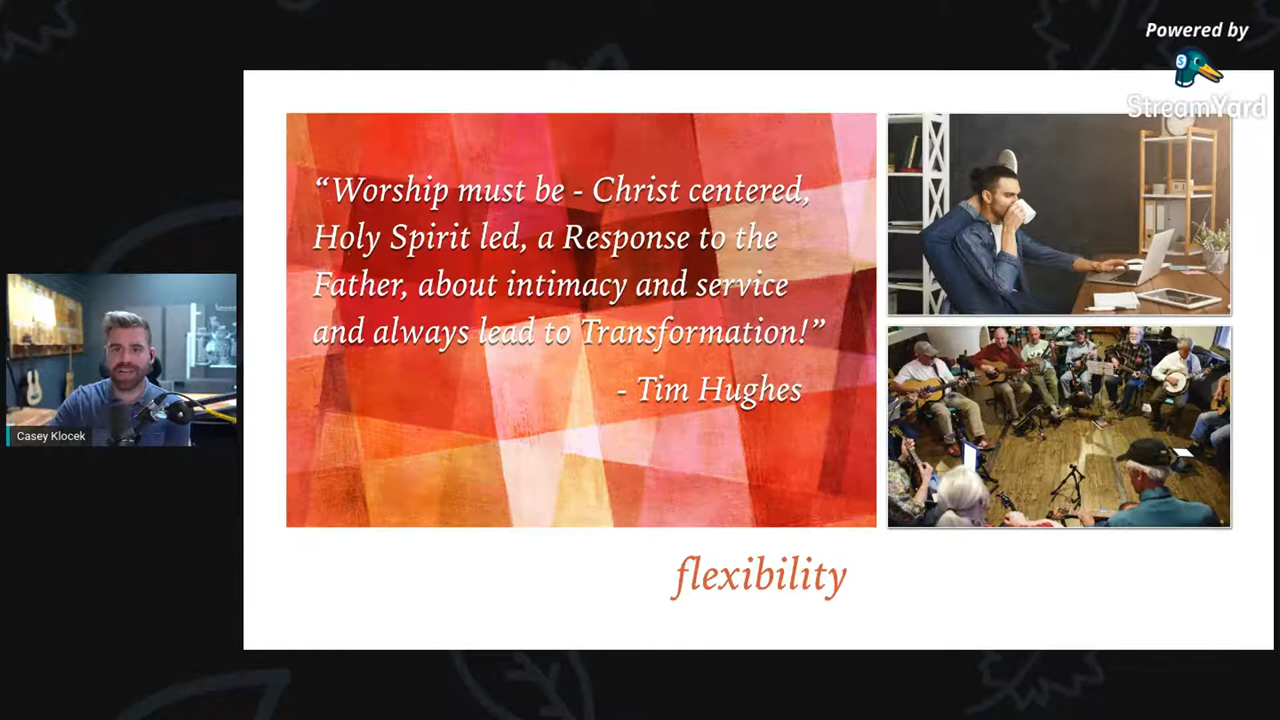 Powered by
StreamYard
“Worship must be - Christ centered,
Holy Spirit led, a Response to the
Father, about intimacy and service
and always lead to Transformation!”
- Tim Hughes
Casey Klocek
flexibility